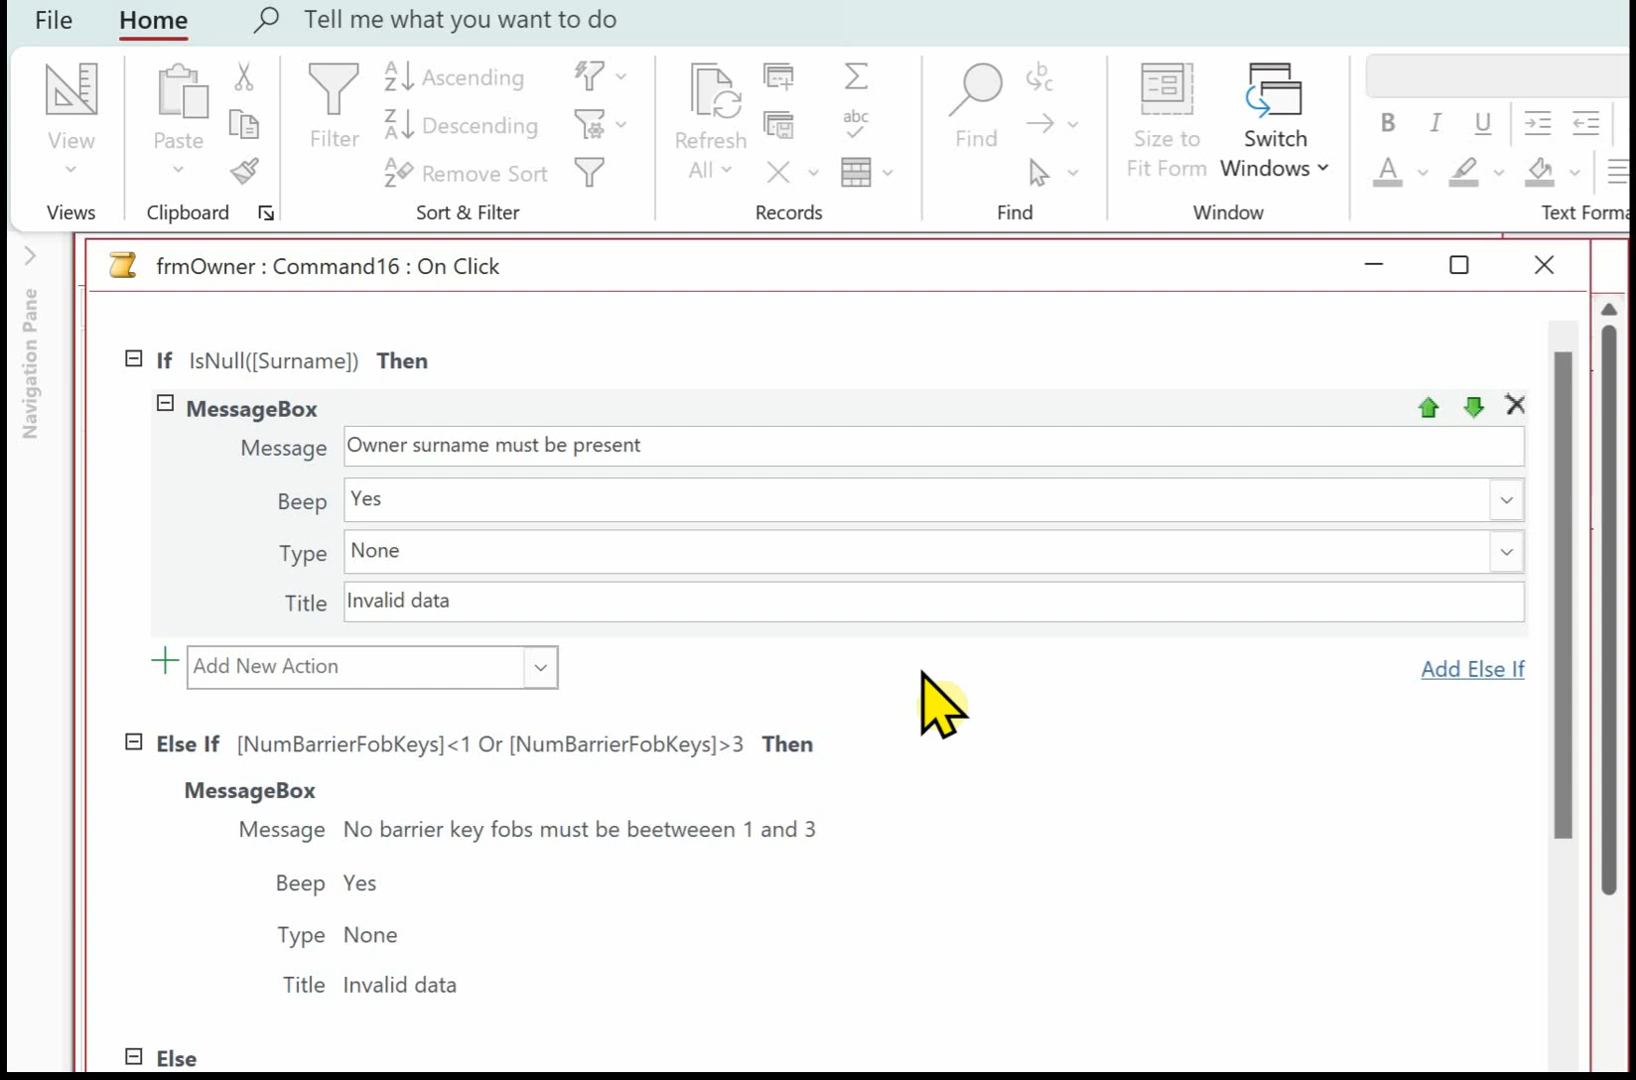 File Home Tell me what you want to do
View Paste Filter Ascending Descending Remove Sort Refresh All Find Size to Fit Form Switch Windows
Views Clipboard Sort & Filter Records Find Window Text Forma
Navigation Pane
frmOwner : Command16 : On Click
If IsNull([Surname]) Then
MessageBox
Message Owner surname must be present
Beep Yes
Type None
Title Invalid data
Add New Action Add Else If
Else If [NumBarrierFobKeys]<1 Or [NumBarrierFobKeys]>3 Then
MessageBox
Message No barrier key fobs must be beetweeen 1 and 3
Beep Yes
Type None
Title Invalid data
Else